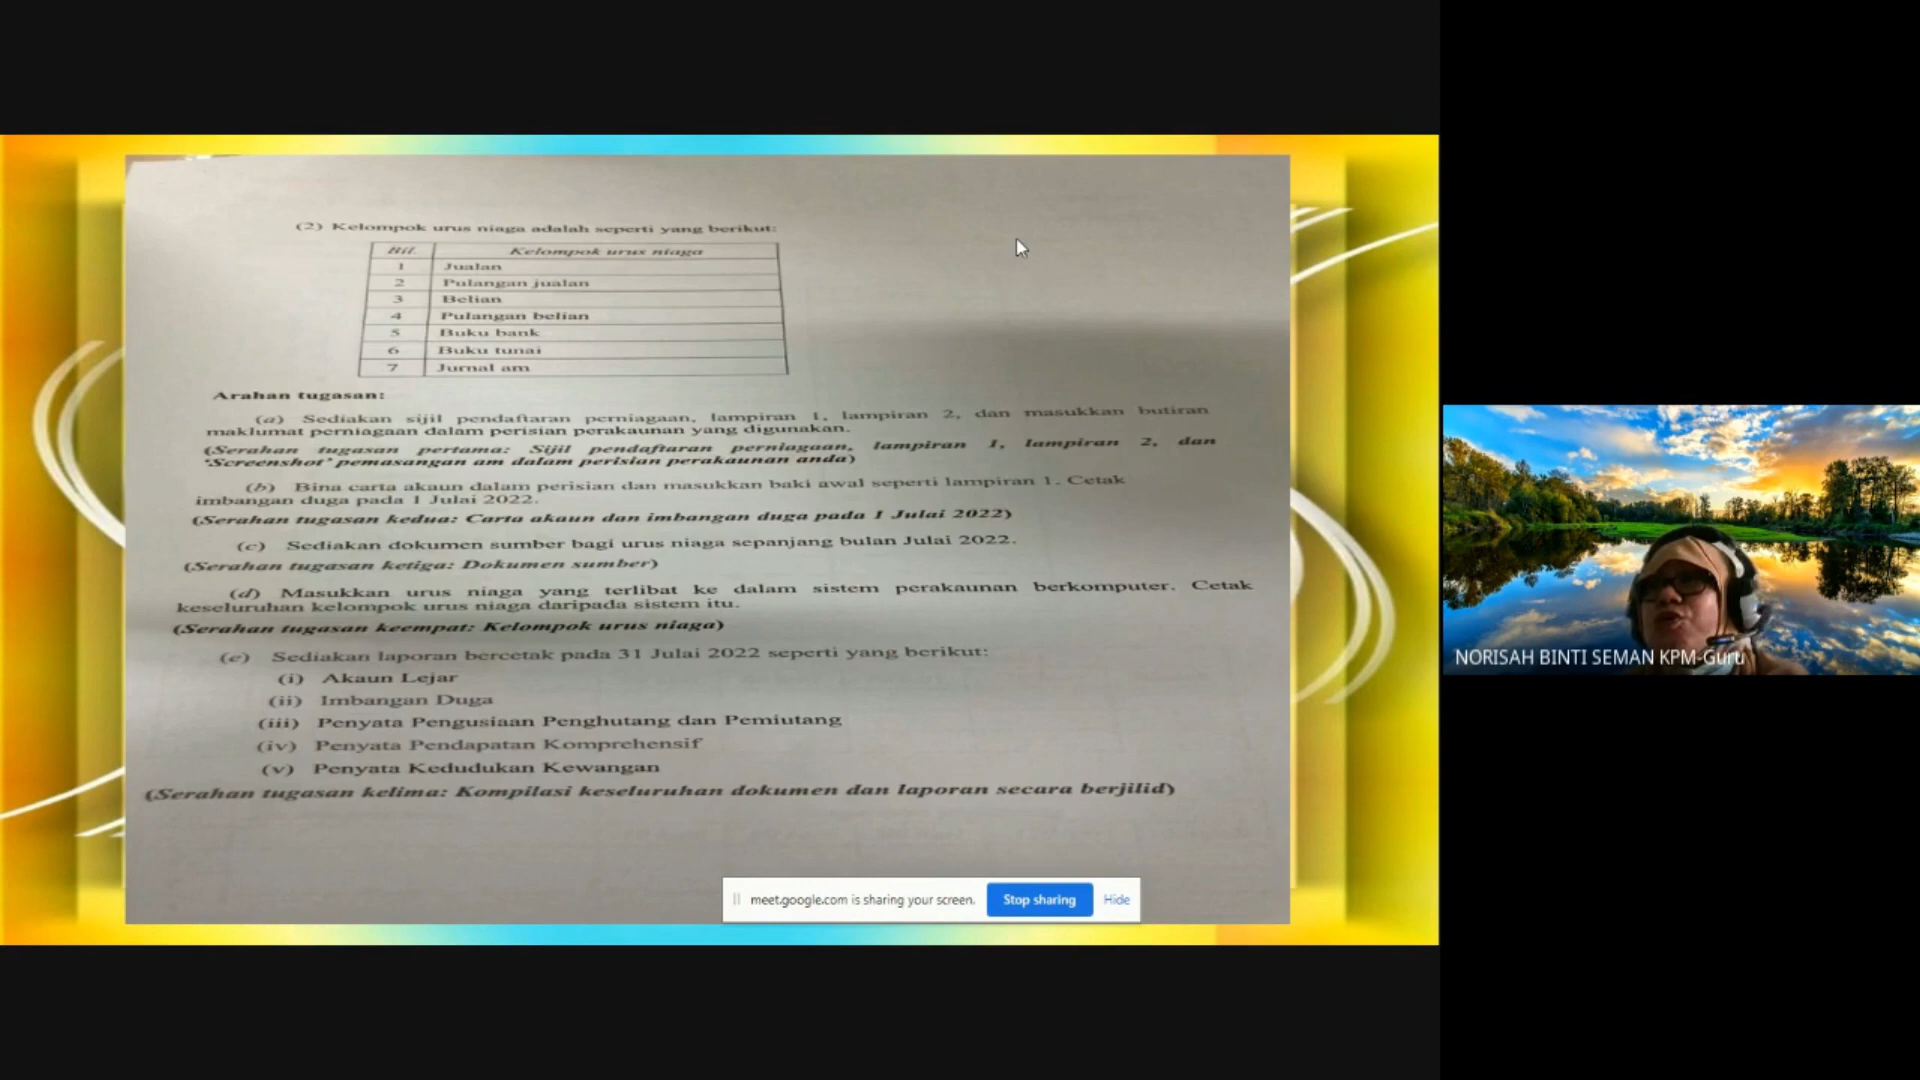 (2) Kelompok urus niaga adalah seperti yang berikut:
Bil. Kelompok urus niaga
1 Jualan
2 Pulangan jualan
3 Belian
4 Pulangan belian
5 Buku bank
6 Buku tunai
7 Jurnal am
Arahan tugasan:
(a) Sediakan sijil pendaftaran perniagaan, lampiran 1, lampiran 2, dan masukkan butiran
maklumat perniagaan dalam perisian perakaunan yang digunakan.
(Serahan tugasan pertama: Sijil pendaftaran perniagaan, lampiran 1, lampiran 2, dan
'Screenshot' pemasangan am dalam perisian perakaunan anda)
(b) Bina carta akaun dalam perisian dan masukkan baki awal seperti lampiran 1. Cetak
imbangan duga pada 1 Julai 2022.
(Serahan tugasan kedua: Carta akaun dan imbangan duga pada 1 Julai 2022)
(c) Sediakan dokumen sumber bagi urus niaga sepanjang bulan Julai 2022.
(Serahan tugasan ketiga: Dokumen sumber)
(d) Masukkan urus niaga yang terlibat ke dalam sistem perakaunan berkomputer. Cetak
keseluruhan kelompok urus niaga daripada sistem itu.
(Serahan tugasan keempat: Kelompok urus niaga)
(e) Sediakan laporan bercetak pada 31 Julai 2022 seperti yang berikut:
(i) Akaun Lejar
(ii) Imbangan Duga
(iii) Penyata Pengusiaan Penghutang dan Pemiutang
(iv) Penyata Pendapatan Komprehensif
(v) Penyata Kedudukan Kewangan
(Serahan tugasan kelima: Kompilasi keseluruhan dokumen dan laporan secara berjilid)
meet.google.com is sharing your screen. Stop sharing Hide
NORISAH BINTI SEMAN KPM-Guru